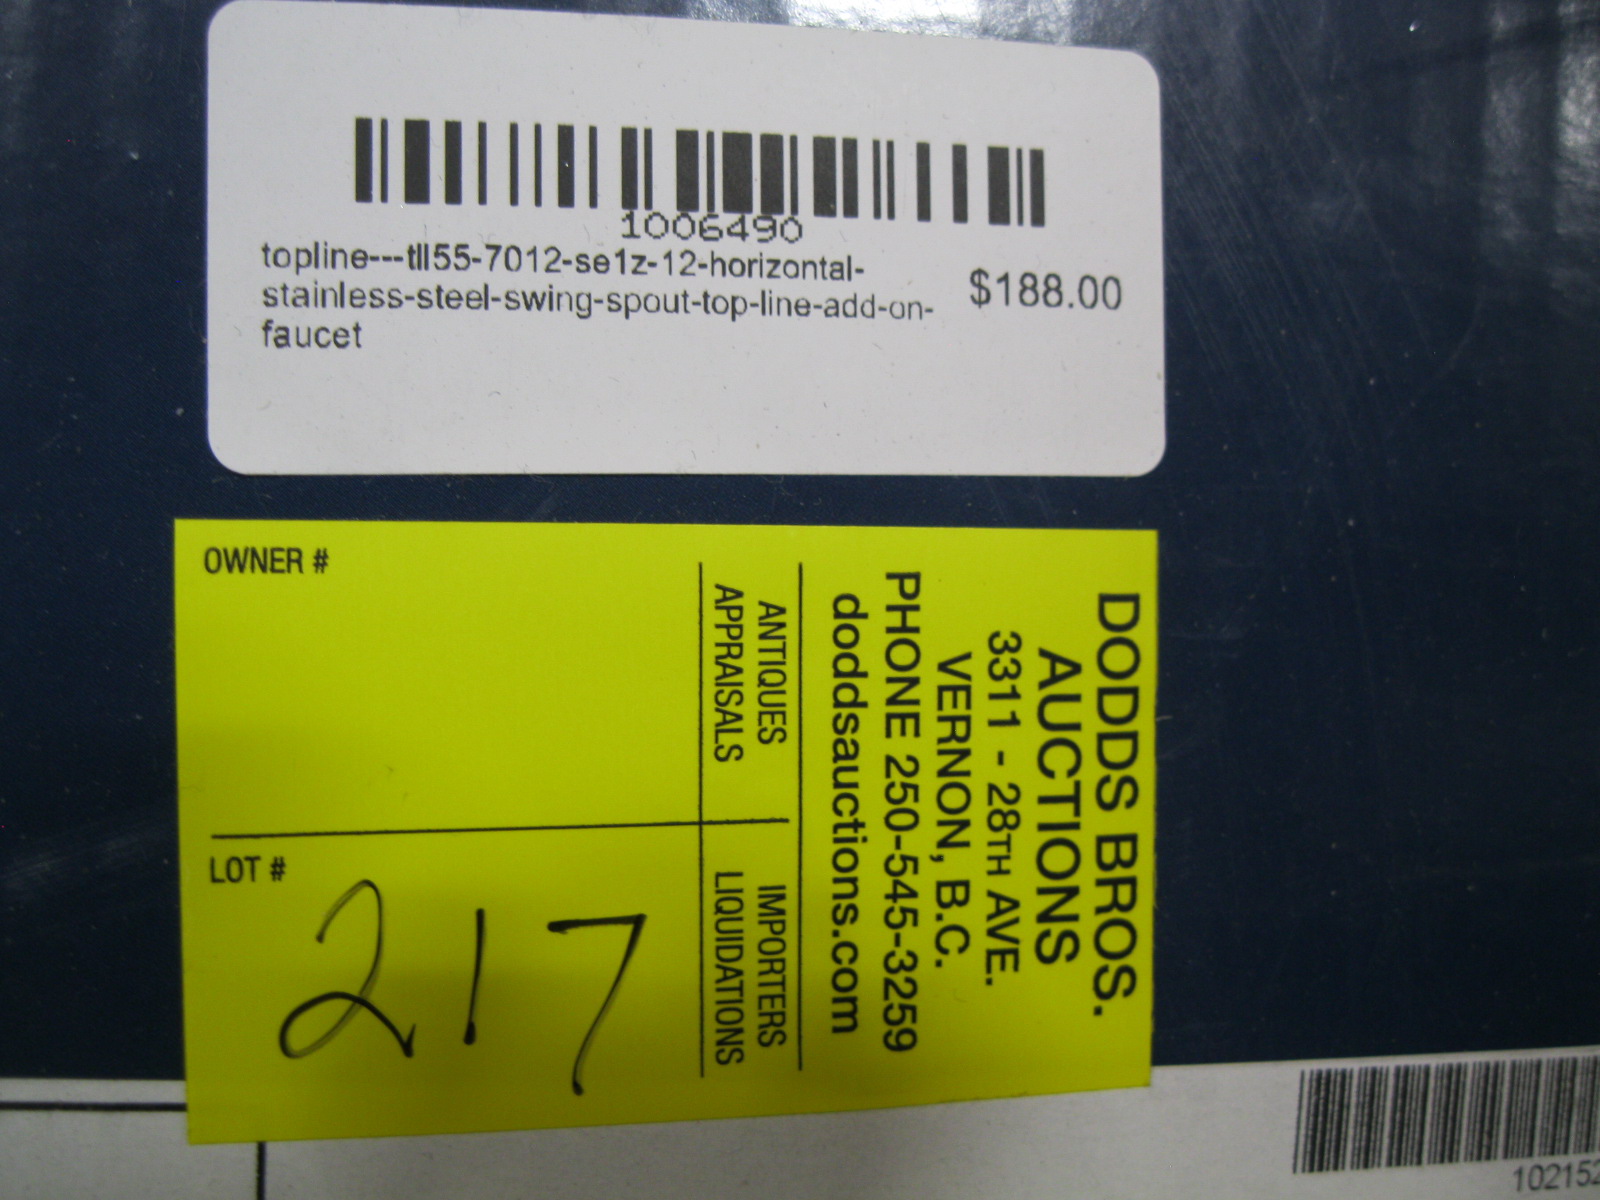 1006490
topline---tll55-7012-se1z-12-horizontal-
stainless-steel-swing-spout-top-line-add-on-
faucet
$188.00
DODDS BROS.
AUCTIONS
3311 - 28TH AVE.
VERNON, B.C.
PHONE 250-545-3259
doddsauctions.com
ANTIQUES
APPRAISALS
IMPORTERS
LIQUIDATIONS
OWNER #
LOT #
217